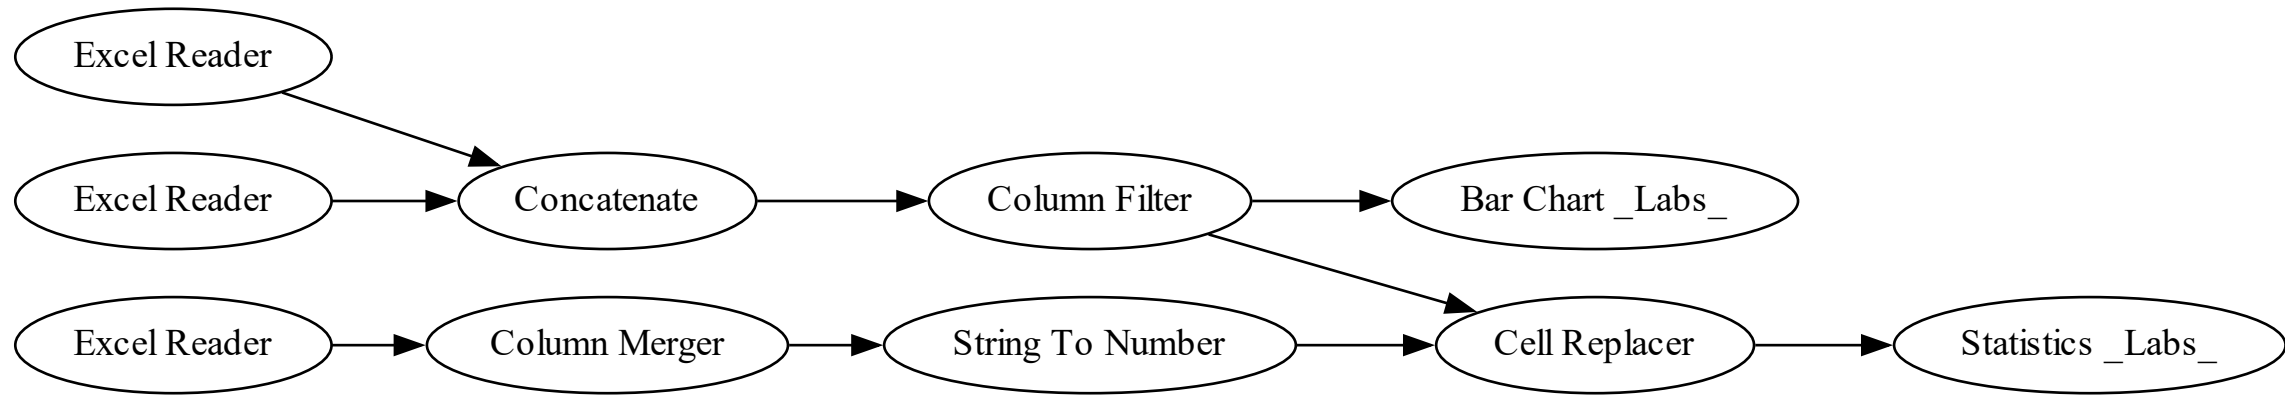 Excel Reader
Excel Reader
Concatenate
Column Filter
Bar Chart _Labs_
Excel Reader
Column Merger
String To Number
Cell Replacer
Statistics _Labs_